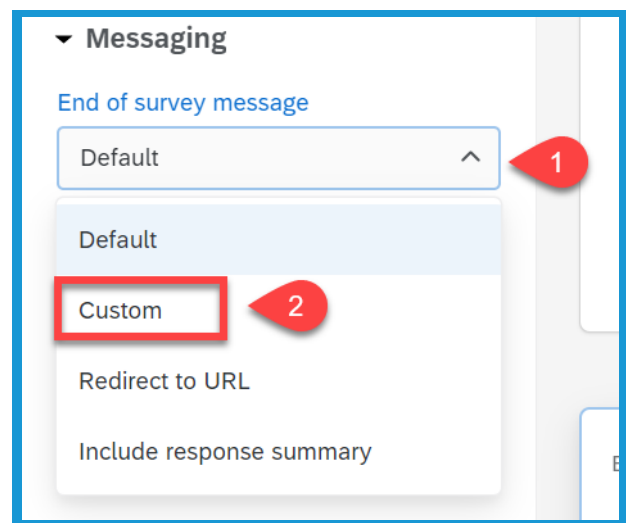 Messaging
End of survey message
Default
1
Default
Custom
2
Redirect to URL
Include response summary
E